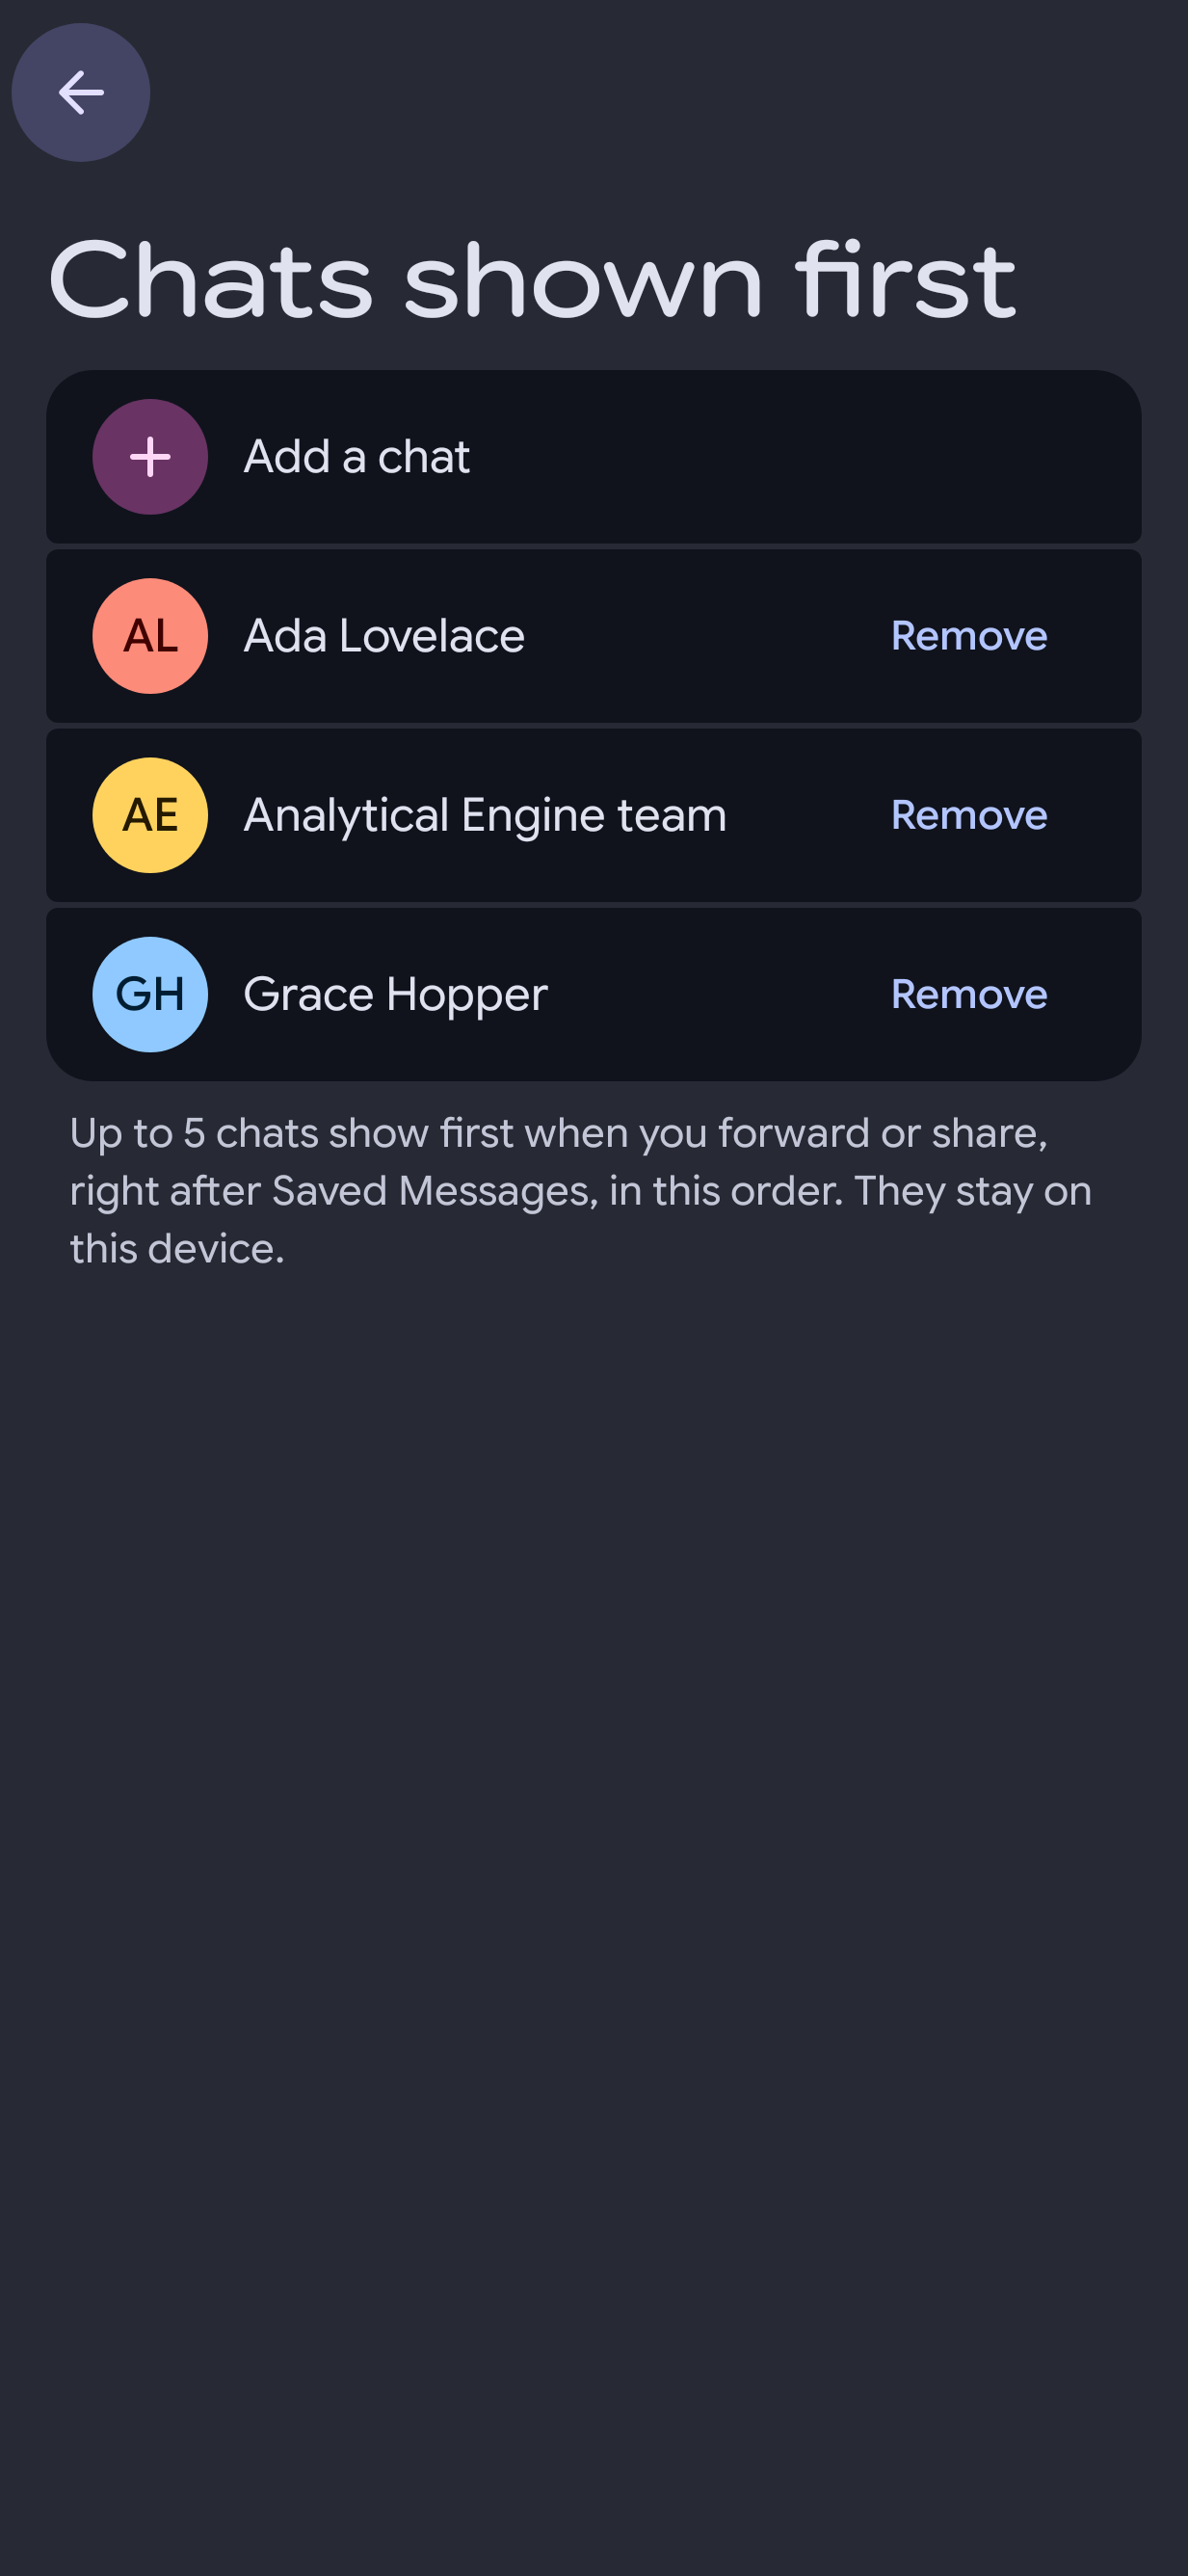 Chats shown first
Add a chat
AL Ada Lovelace Remove
AE Analytical Engine team Remove
GH Grace Hopper Remove
Up to 5 chats show first when you forward or share,
right after Saved Messages, in this order. They stay on
this device.